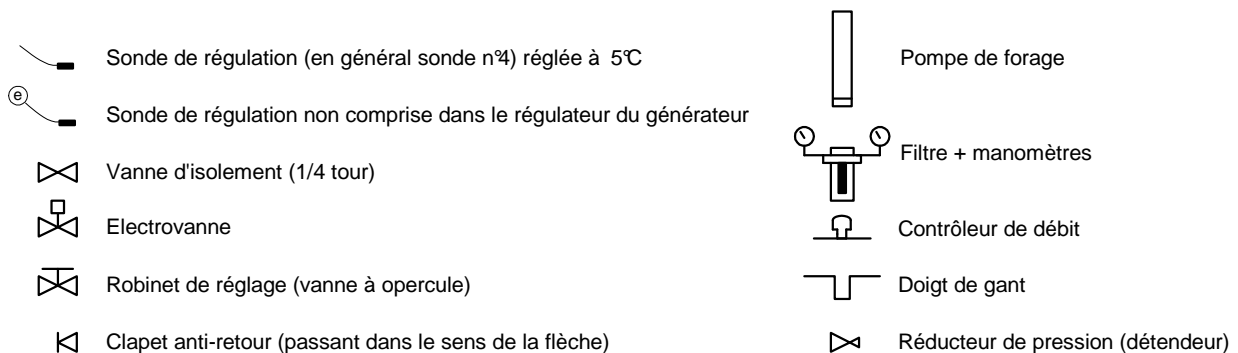 Sonde de régulation (en général sonde n°4) réglée à 5°C
e
Sonde de régulation non comprise dans le régulateur du générateur
Vanne d'isolement (1/4 tour)
Electrovanne
Robinet de réglage (vanne à opercule)
Clapet anti-retour (passant dans le sens de la flèche)
Pompe de forage
Filtre + manomètres
Contrôleur de débit
Doigt de gant
Réducteur de pression (détendeur)